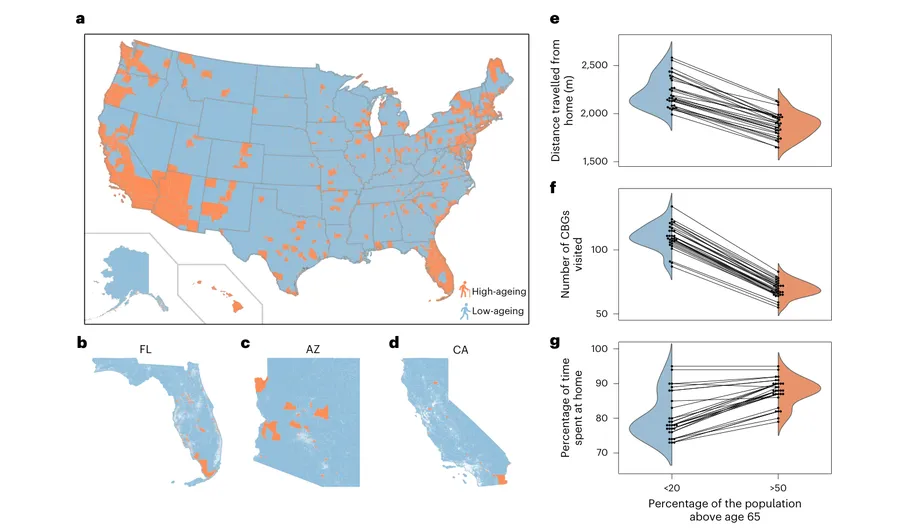 a
High-ageing
Low-ageing
b
FL
c
AZ
d
CA
e
Distance travelled from
home (m)
2,500
2,000
1,500
f
Number of CBGs
visited
100
50
g
Percentage of time
spent at home
100
90
80
70
<20
>50
Percentage of the population
above age 65